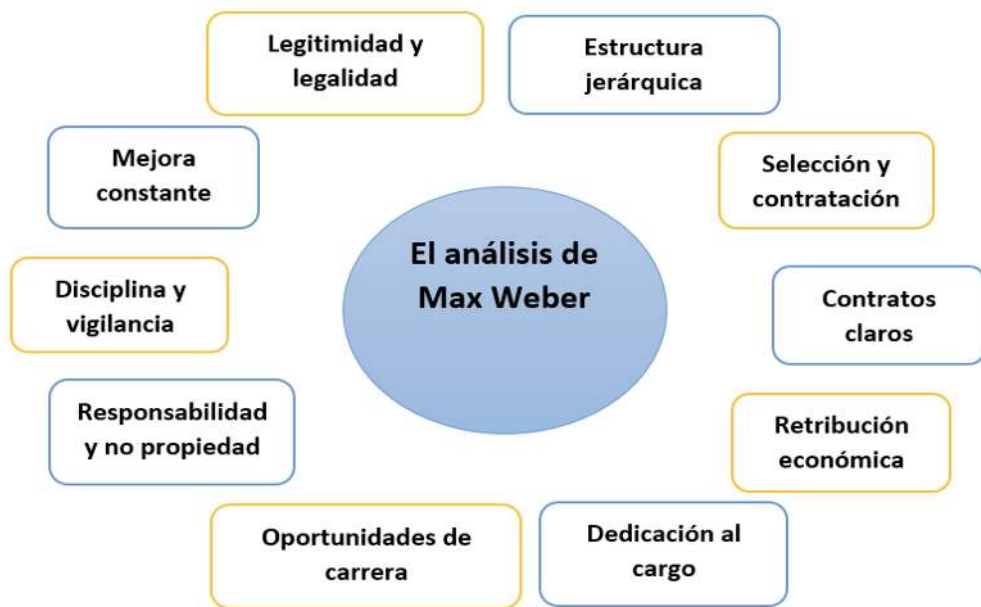 Legitimidad y
legalidad
Estructura
jerárquica
Mejora
constante
Selección y
contratación
El análisis de
Max Weber
Disciplina y
vigilancia
Contratos
claros
Responsabilidad
y no propiedad
Retribución
económica
Oportunidades de
carrera
Dedicación al
cargo